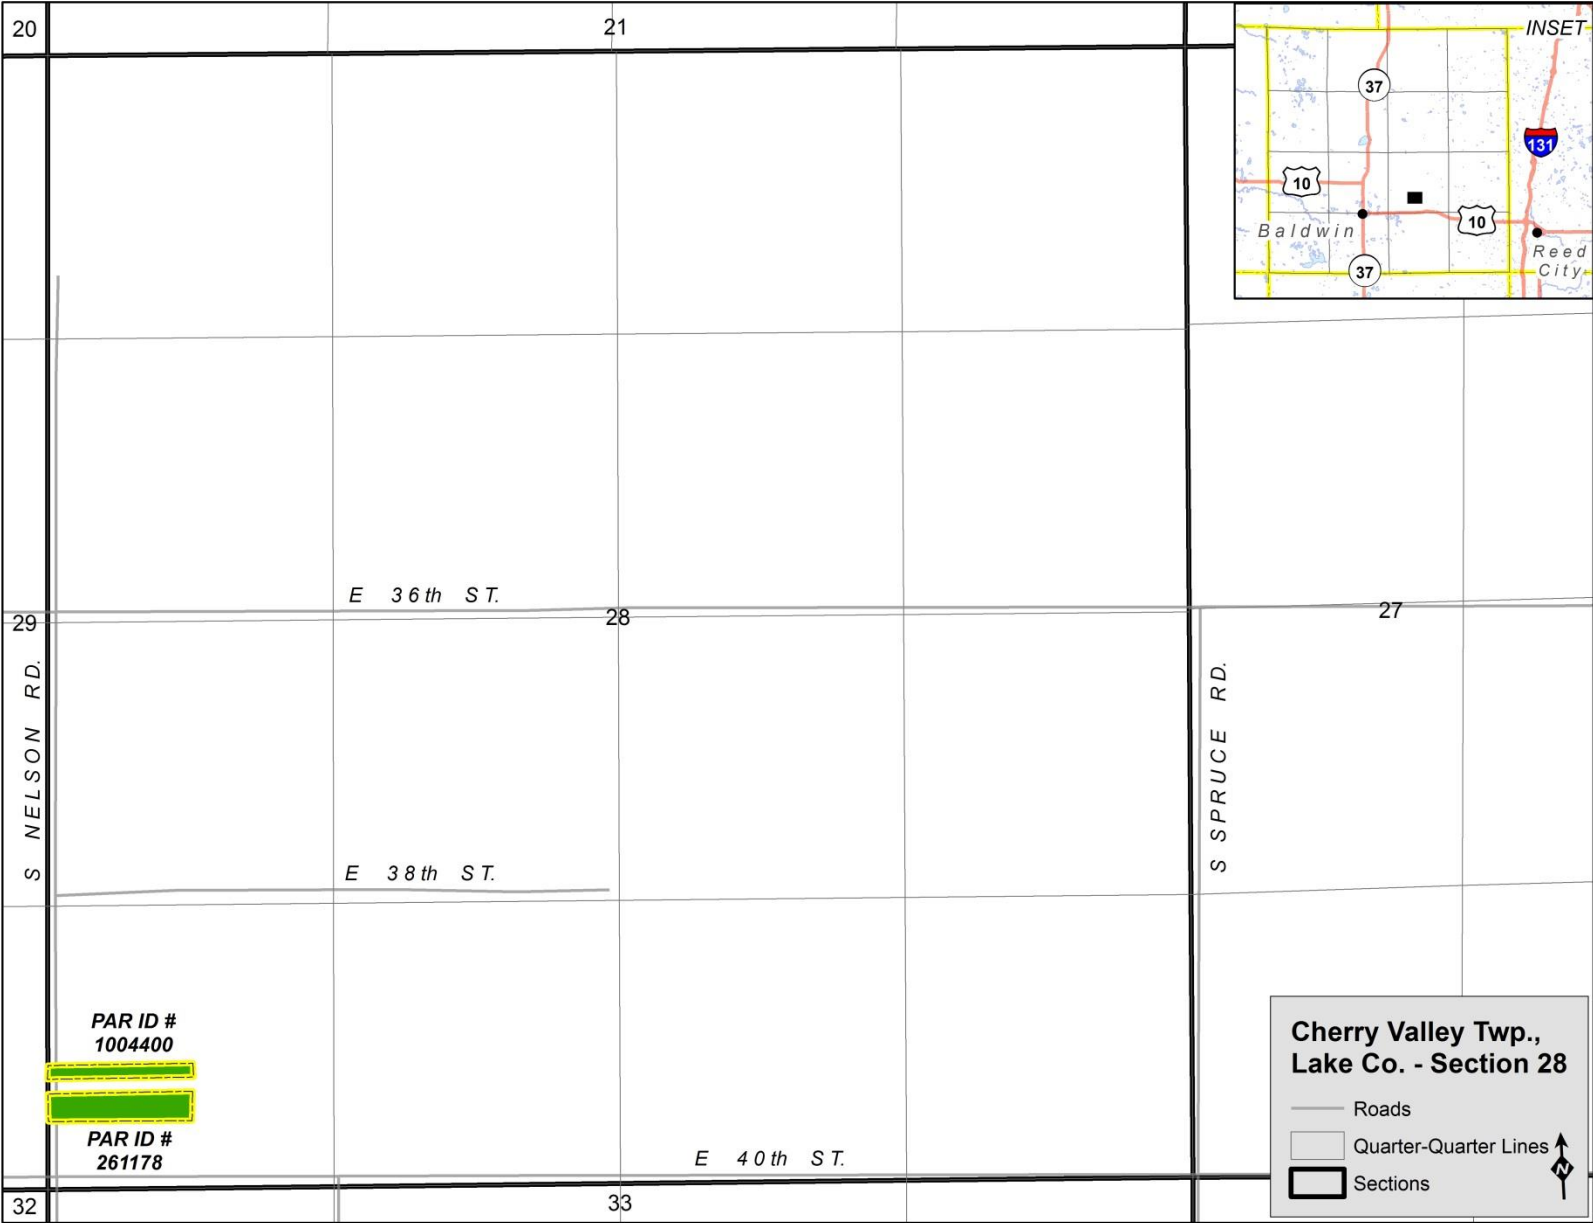 20
21
INSET
37
131
10
10
Baldwin
Reed
City
37
E 36th ST.
29
28
27
S NELSON RD.
S SPRUCE RD.
E 38th ST.
PAR ID #
1004400
PAR ID #
261178
E 40th ST.
32
33
Cherry Valley Twp.,
Lake Co. - Section 28
Roads
Quarter-Quarter Lines
Sections
N